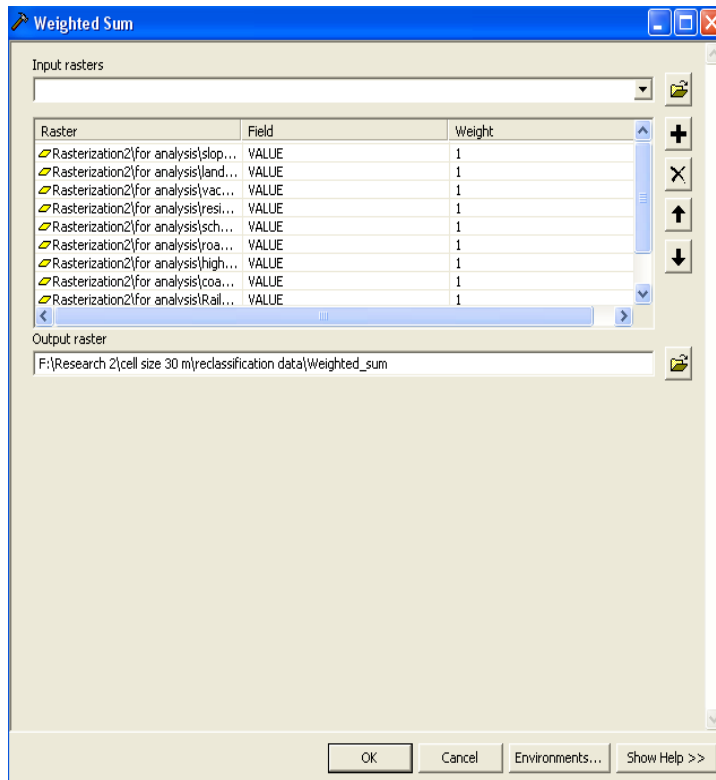 Weighted Sum
Input rasters
Raster Field Weight
Rasterization2\for analysis\slop... VALUE 1
Rasterization2\for analysis\land... VALUE 1
Rasterization2\for analysis\vac... VALUE 1
Rasterization2\for analysis\resi... VALUE 1
Rasterization2\for analysis\sch... VALUE 1
Rasterization2\for analysis\roa... VALUE 1
Rasterization2\for analysis\high... VALUE 1
Rasterization2\for analysis\coa... VALUE 1
Rasterization2\for analysis\Rail... VALUE 1
Output raster
F:\Research 2\cell size 30 m\reclassification data\Weighted_sum
OK Cancel Environments... Show Help >>